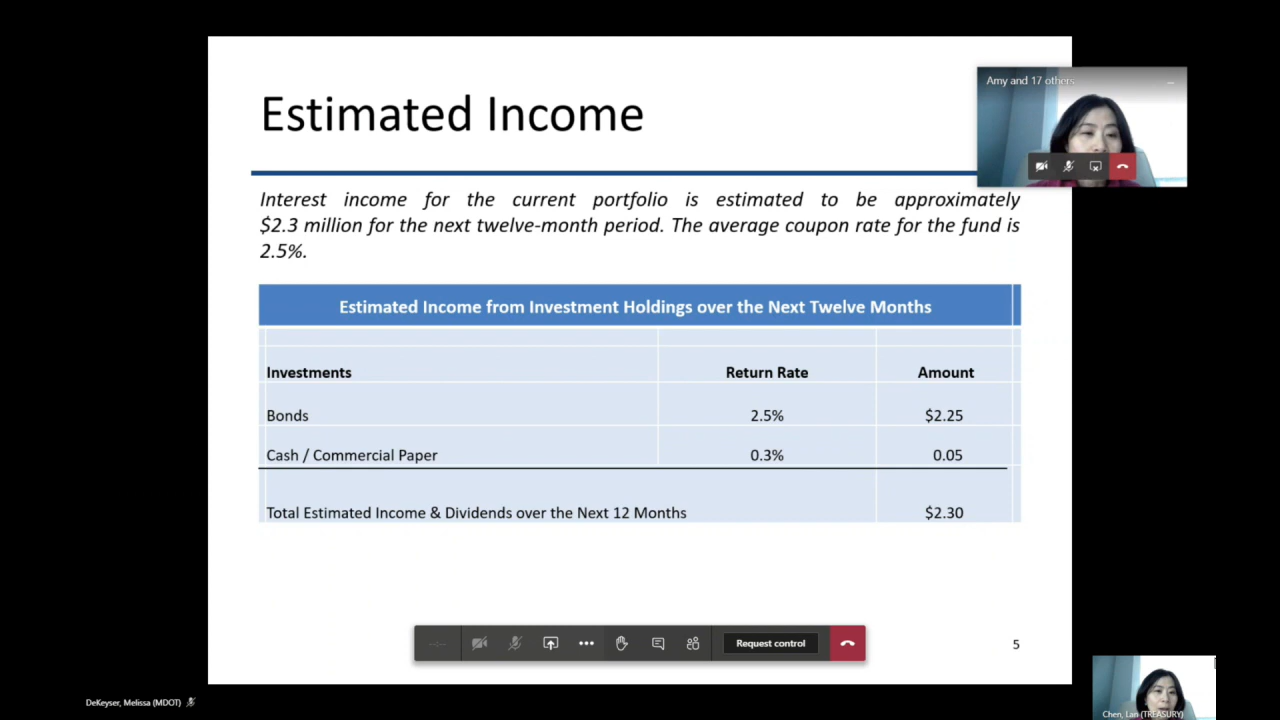 Estimated Income
Amy and 17 others
Interest income for the current portfolio is estimated to be approximately
$2.3 million for the next twelve-month period. The average coupon rate for the fund is
2.5%.
Estimated Income from Investment Holdings over the Next Twelve Months
Investments Return Rate Amount
Bonds 2.5% $2.25
Cash / Commercial Paper 0.3% 0.05
Total Estimated Income & Dividends over the Next 12 Months $2.30
Request control
5
DeKeyser, Melissa (MDOT)
Chen, Lan (TREASURY)